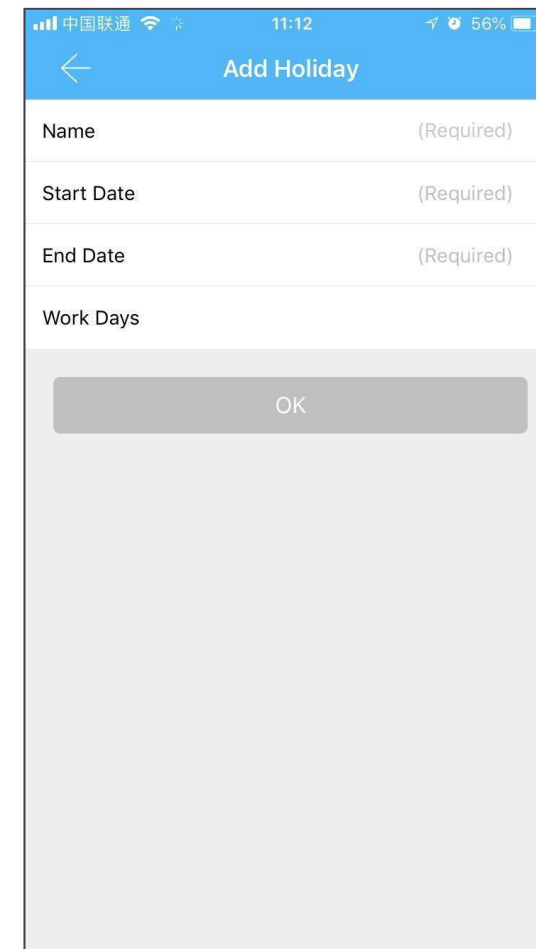 中国联通 11:12 56%
Add Holiday
Name (Required)
Start Date (Required)
End Date (Required)
Work Days
OK